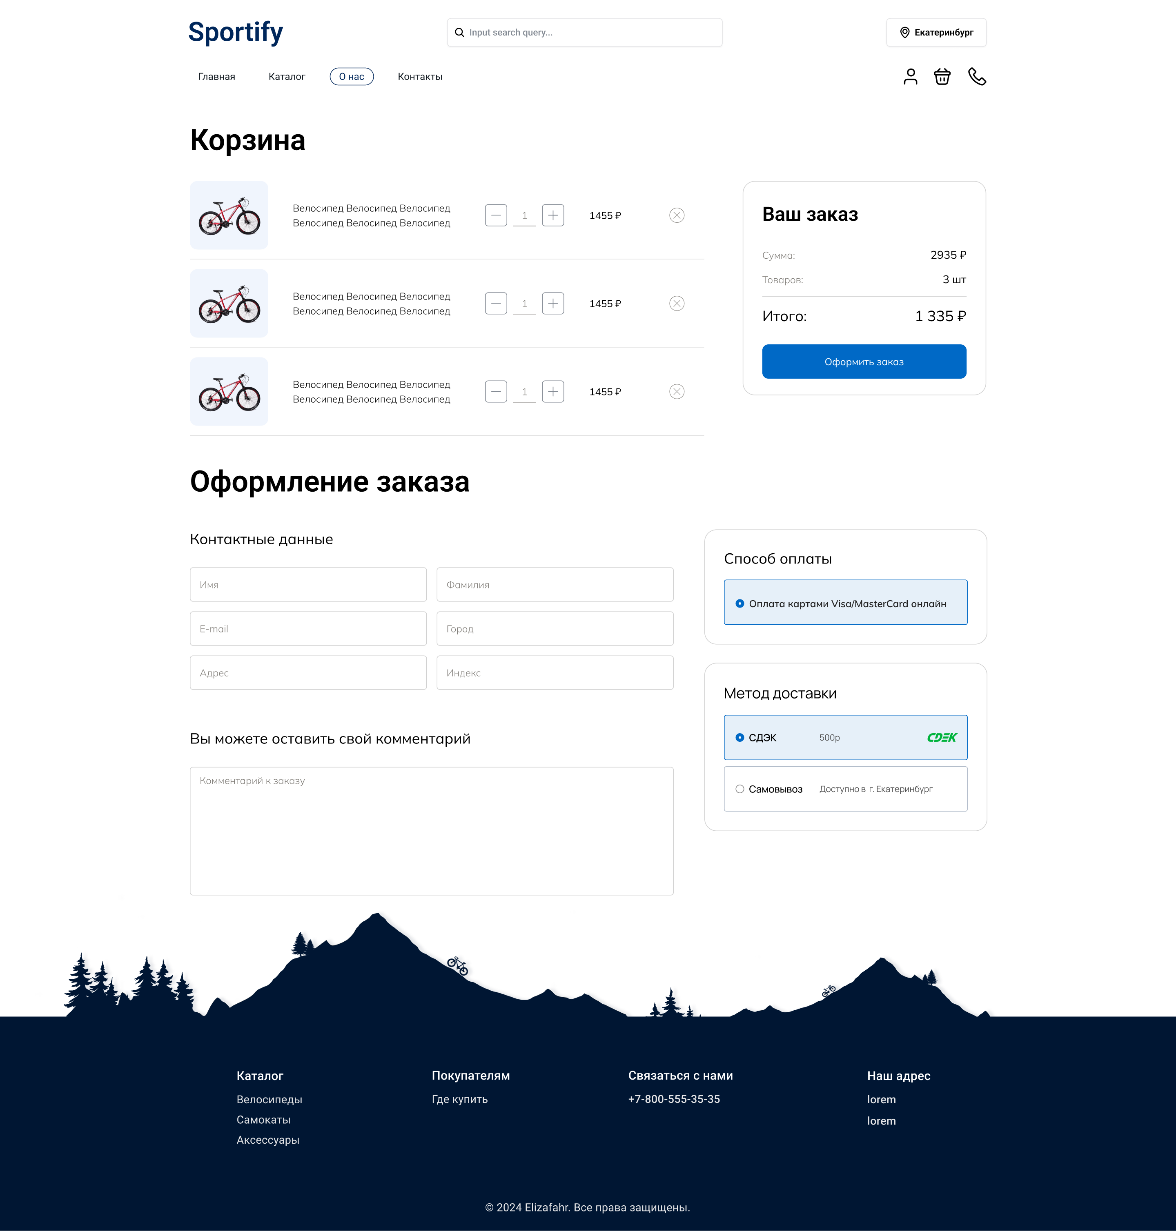 Sportify
Input search query...
Екатеринбург
Главная
Каталог
О нас
Контакты
Корзина
Велосипед Велосипед Велосипед
Велосипед Велосипед Велосипед
1
1455 ₽
Велосипед Велосипед Велосипед
Велосипед Велосипед Велосипед
1
1455 ₽
Велосипед Велосипед Велосипед
Велосипед Велосипед Велосипед
1
1455 ₽
Ваш заказ
Сумма: 2935 ₽
Товаров: 3 шт
Итого: 1 335 ₽
Оформить заказ
Оформление заказа
Контактные данные
Имя
Фамилия
E-mail
Город
Адрес
Индекс
Вы можете оставить свой комментарий
Комментарий к заказу
Способ оплаты
Оплата картами Visa/MasterCard онлайн
Метод доставки
СДЭК 500р CDEK
Самовывоз Доступно в г. Екатеринбург
Каталог
Велосипеды
Самокаты
Аксессуары
Покупателям
Где купить
Связаться с нами
+7-800-555-35-35
Наш адрес
lorem
lorem
© 2024 Elizafahr. Все права защищены.